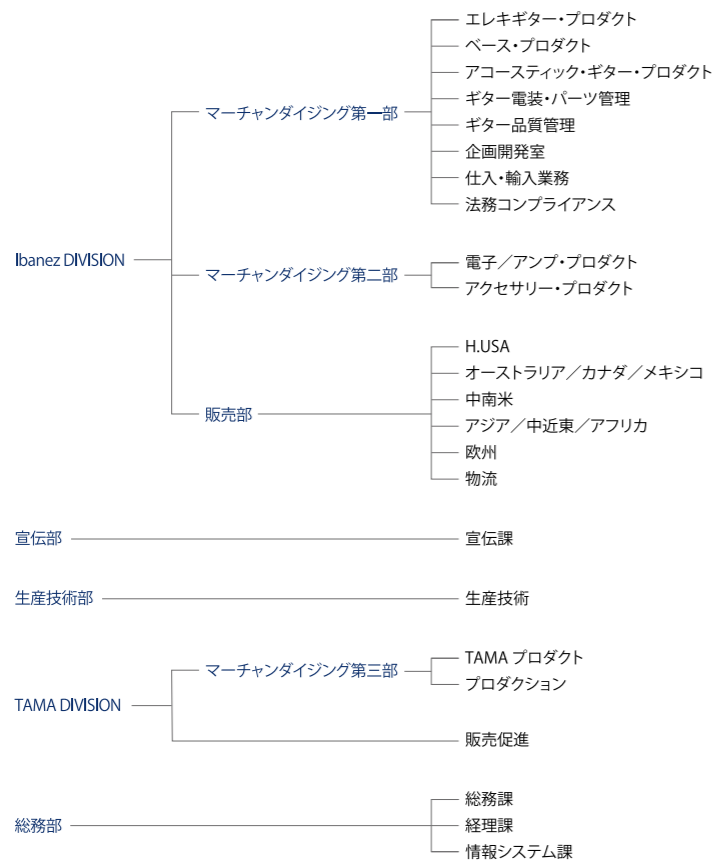 Ibanez DIVISION
マーチャンダイジング第一部
エレキギター・プロダクト
ベース・プロダクト
アコースティック・ギター・プロダクト
ギター電装・パーツ管理
ギター品質管理
企画開発室
仕入・輸入業務
法務コンプライアンス
マーチャンダイジング第二部
電子／アンプ・プロダクト
アクセサリー・プロダクト
販売部
H.USA
オーストラリア／カナダ／メキシコ
中南米
アジア／中近東／アフリカ
欧州
物流
宣伝部
宣伝課
生産技術部
生産技術
TAMA DIVISION
マーチャンダイジング第三部
TAMA プロダクト
プロダクション
販売促進
総務部
総務課
経理課
情報システム課